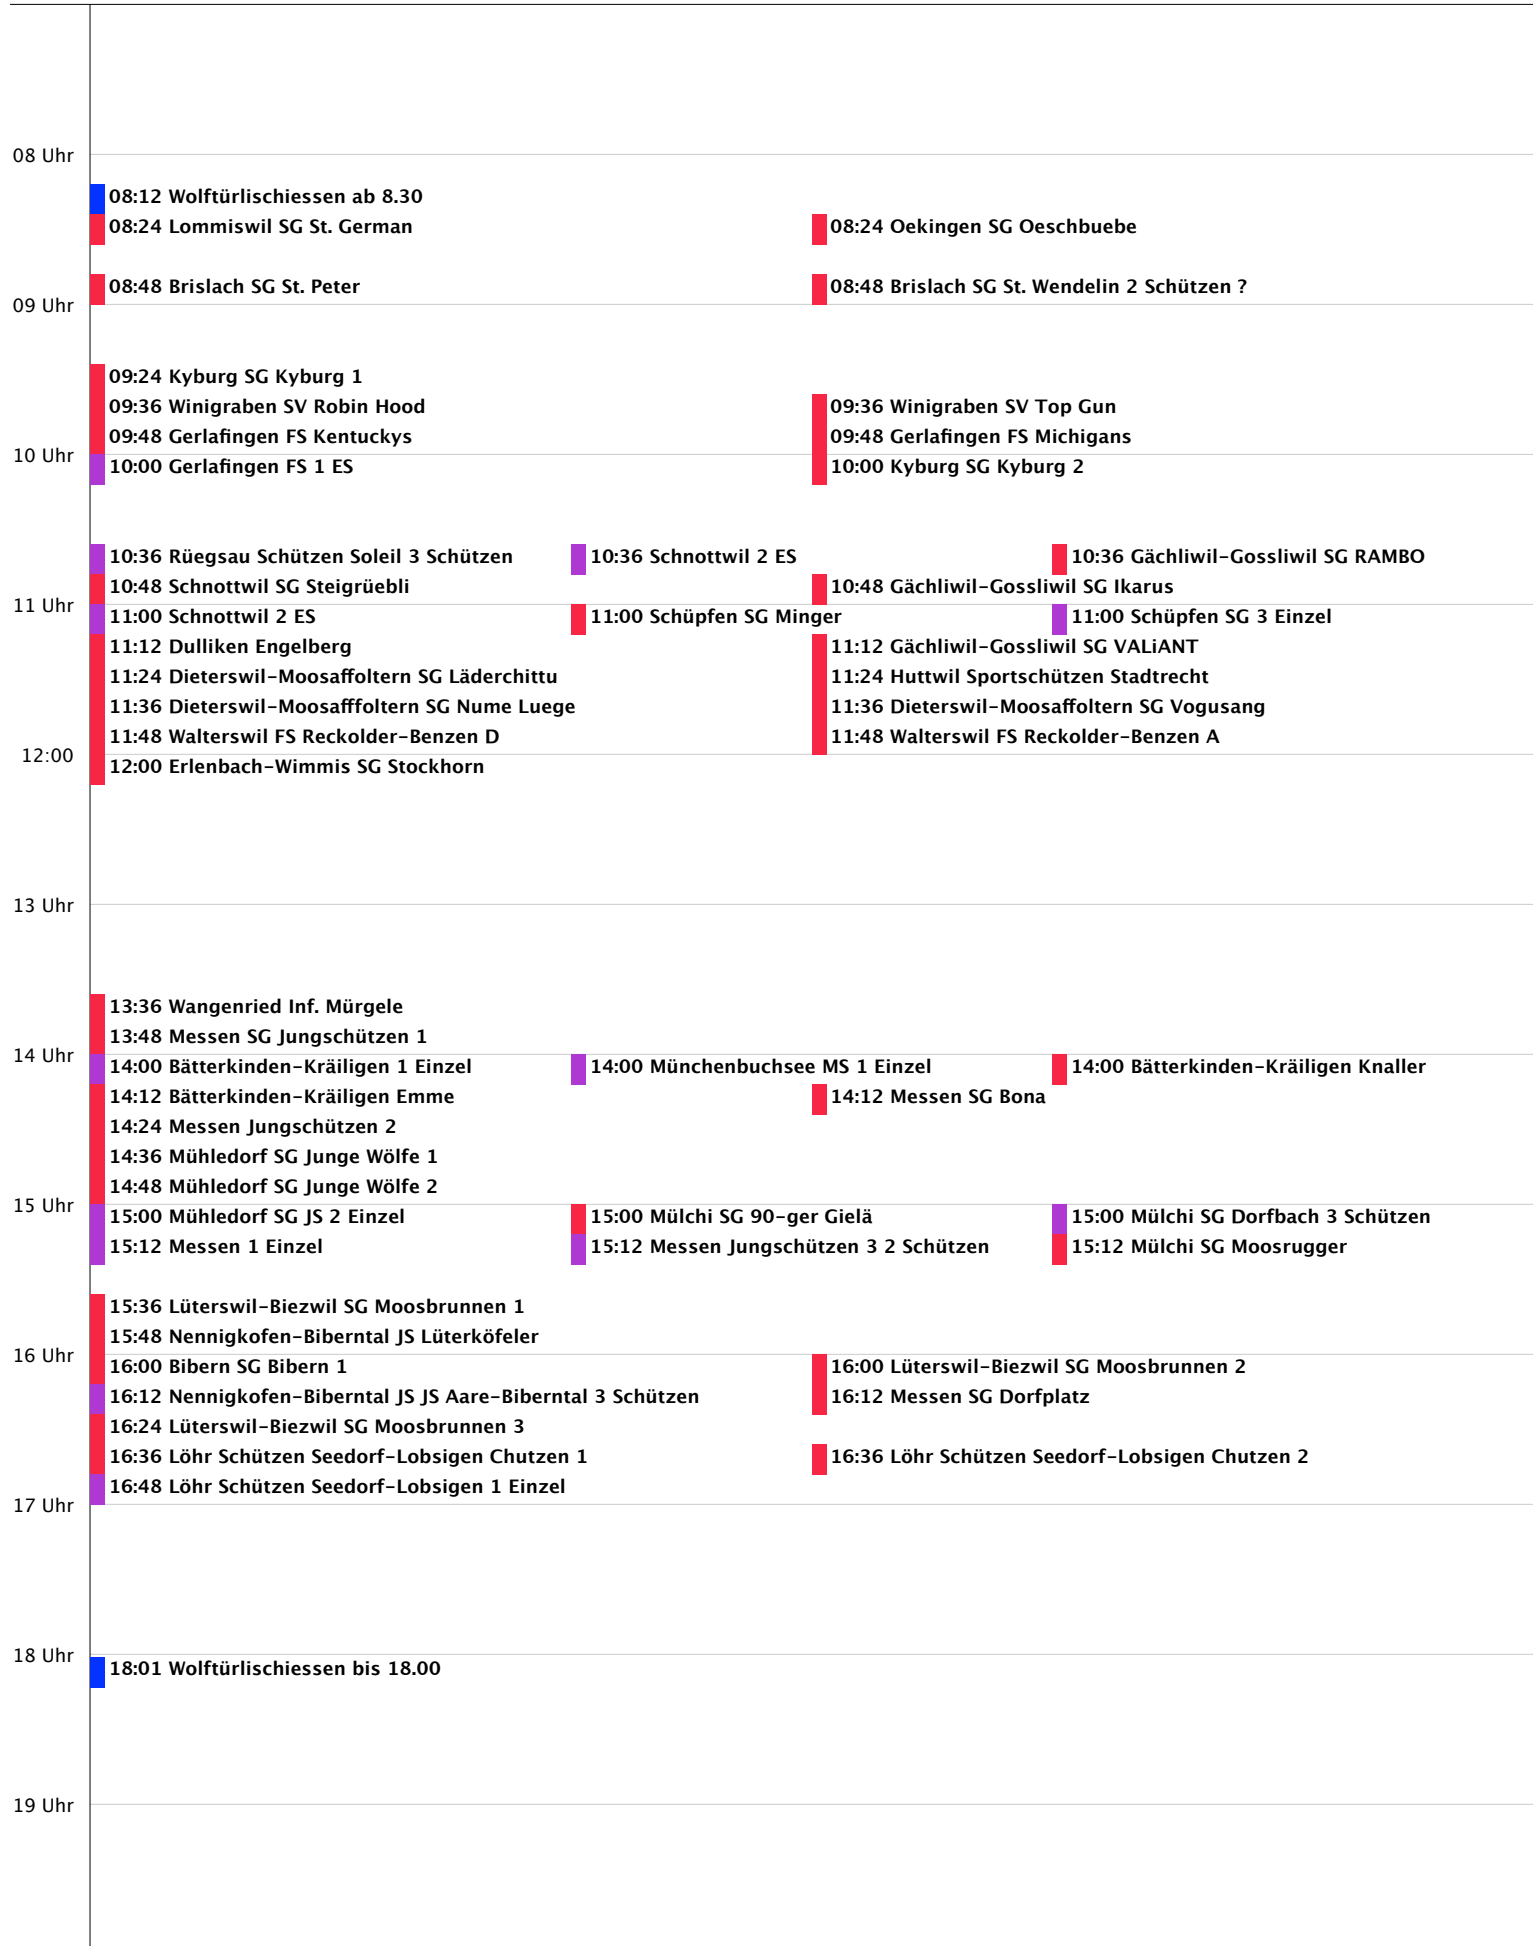 08 Uhr
08:12 Wolftürlischiessen ab 8.30
08:24 Lommiswil SG St. German
08:24 Oekingen SG Oeschbuebe
08:48 Brislach SG St. Peter
08:48 Brislach SG St. Wendelin 2 Schützen ?
09 Uhr
09:24 Kyburg SG Kyburg 1
09:36 Winigraben SV Robin Hood
09:36 Winigraben SV Top Gun
09:48 Gerlafingen FS Kentuckys
09:48 Gerlafingen FS Michigans
10 Uhr
10:00 Gerlafingen FS 1 ES
10:00 Kyburg SG Kyburg 2
10:36 Rüegsau Schützen Soleil 3 Schützen
10:36 Schnottwil 2 ES
10:36 Gächliwil-Gossliwil SG RAMBO
10:48 Schnottwil SG Steigrüebli
10:48 Gächliwil-Gossliwil SG Ikarus
11 Uhr
11:00 Schnottwil 2 ES
11:00 Schüpfen SG Minger
11:00 Schüpfen SG 3 Einzel
11:12 Dulliken Engelberg
11:12 Gächliwil-Gossliwil SG VALiANT
11:24 Dieterswil-Moosaffoltern SG Läderchittu
11:24 Huttwil Sportschützen Stadtrecht
11:36 Dieterswil-Moosafffoltern SG Nume Luege
11:36 Dieterswil-Moosaffoltern SG Vogusang
11:48 Walterswil FS Reckolder-Benzen D
11:48 Walterswil FS Reckolder-Benzen A
12:00
12:00 Erlenbach-Wimmis SG Stockhorn
13 Uhr
13:36 Wangenried Inf. Mürgele
13:48 Messen SG Jungschützen 1
14 Uhr
14:00 Bätterkinden-Kräiligen 1 Einzel
14:00 Münchenbuchsee MS 1 Einzel
14:00 Bätterkinden-Kräiligen Knaller
14:12 Bätterkinden-Kräiligen Emme
14:12 Messen SG Bona
14:24 Messen Jungschützen 2
14:36 Mühledorf SG Junge Wölfe 1
14:48 Mühledorf SG Junge Wölfe 2
15 Uhr
15:00 Mühledorf SG JS 2 Einzel
15:00 Mülchi SG 90-ger Gielä
15:00 Mülchi SG Dorfbach 3 Schützen
15:12 Messen 1 Einzel
15:12 Messen Jungschützen 3 2 Schützen
15:12 Mülchi SG Moosrugger
15:36 Lüterswil-Biezwil SG Moosbrunnen 1
15:48 Nennigkofen-Biberntal JS Lüterköfeler
16 Uhr
16:00 Bibern SG Bibern 1
16:00 Lüterswil-Biezwil SG Moosbrunnen 2
16:12 Nennigkofen-Biberntal JS JS Aare-Biberntal 3 Schützen
16:12 Messen SG Dorfplatz
16:24 Lüterswil-Biezwil SG Moosbrunnen 3
16:36 Löhr Schützen Seedorf-Lobsigen Chutzen 1
16:36 Löhr Schützen Seedorf-Lobsigen Chutzen 2
16:48 Löhr Schützen Seedorf-Lobsigen 1 Einzel
17 Uhr
18 Uhr
18:01 Wolftürlischiessen bis 18.00
19 Uhr